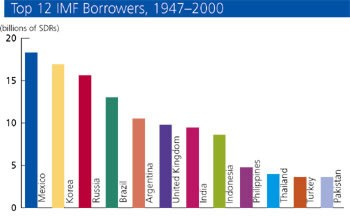 Top 12 IMF Borrowers, 1947–2000
(billions of SDRs)
20
15
10
5
0
Mexico
Korea
Russia
Brazil
Argentina
United Kingdom
India
Indonesia
Philippines
Thailand
Turkey
Pakistan